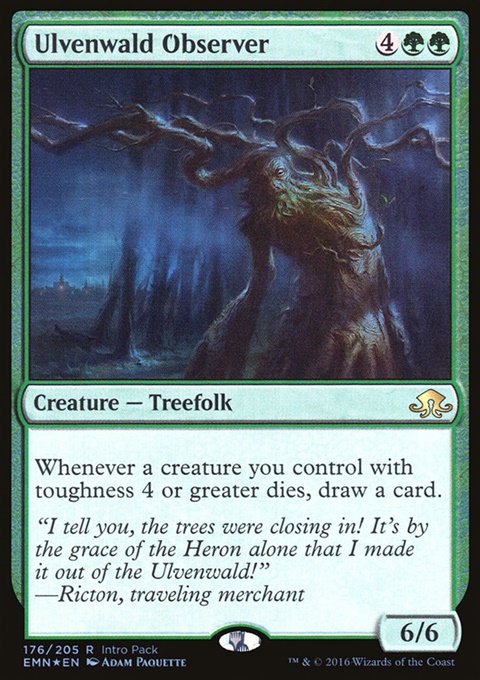 Ulvenwald Observer 4
Creature — Treefolk
Whenever a creature you control with
toughness 4 or greater dies, draw a card.
“I tell you, the trees were closing in! It’s by
the grace of the Heron alone that I made
it out of the Ulvenwald!”
—Ricton, traveling merchant
6/6
176/205 R Intro Pack
EMN★EN Adam Paquette
™ & © 2016 Wizards of the Coast